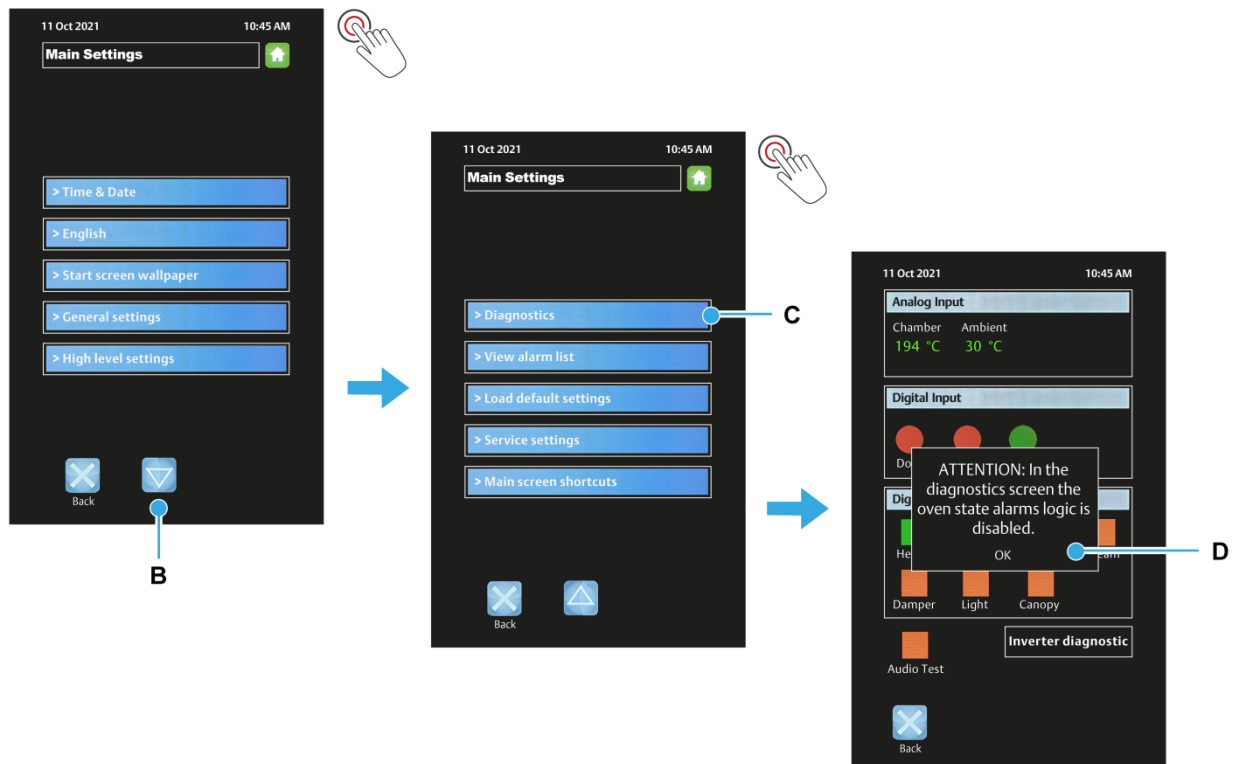 11 Oct 2021 10:45 AM
Main Settings
> Time & Date
> English
> Start screen wallpaper
> General settings
> High level settings
Back
B
11 Oct 2021 10:45 AM
Main Settings
> Diagnostics
C
> View alarm list
> Load default settings
> Service settings
> Main screen shortcuts
Back
11 Oct 2021 10:45 AM
Analog Input
Chamber Ambient
194 °C 30 °C
Digital Input
ATTENTION: In the
diagnostics screen the
oven state alarms logic is
disabled.
OK
D
Damper Light Canopy
Inverter diagnostic
Audio Test
Back